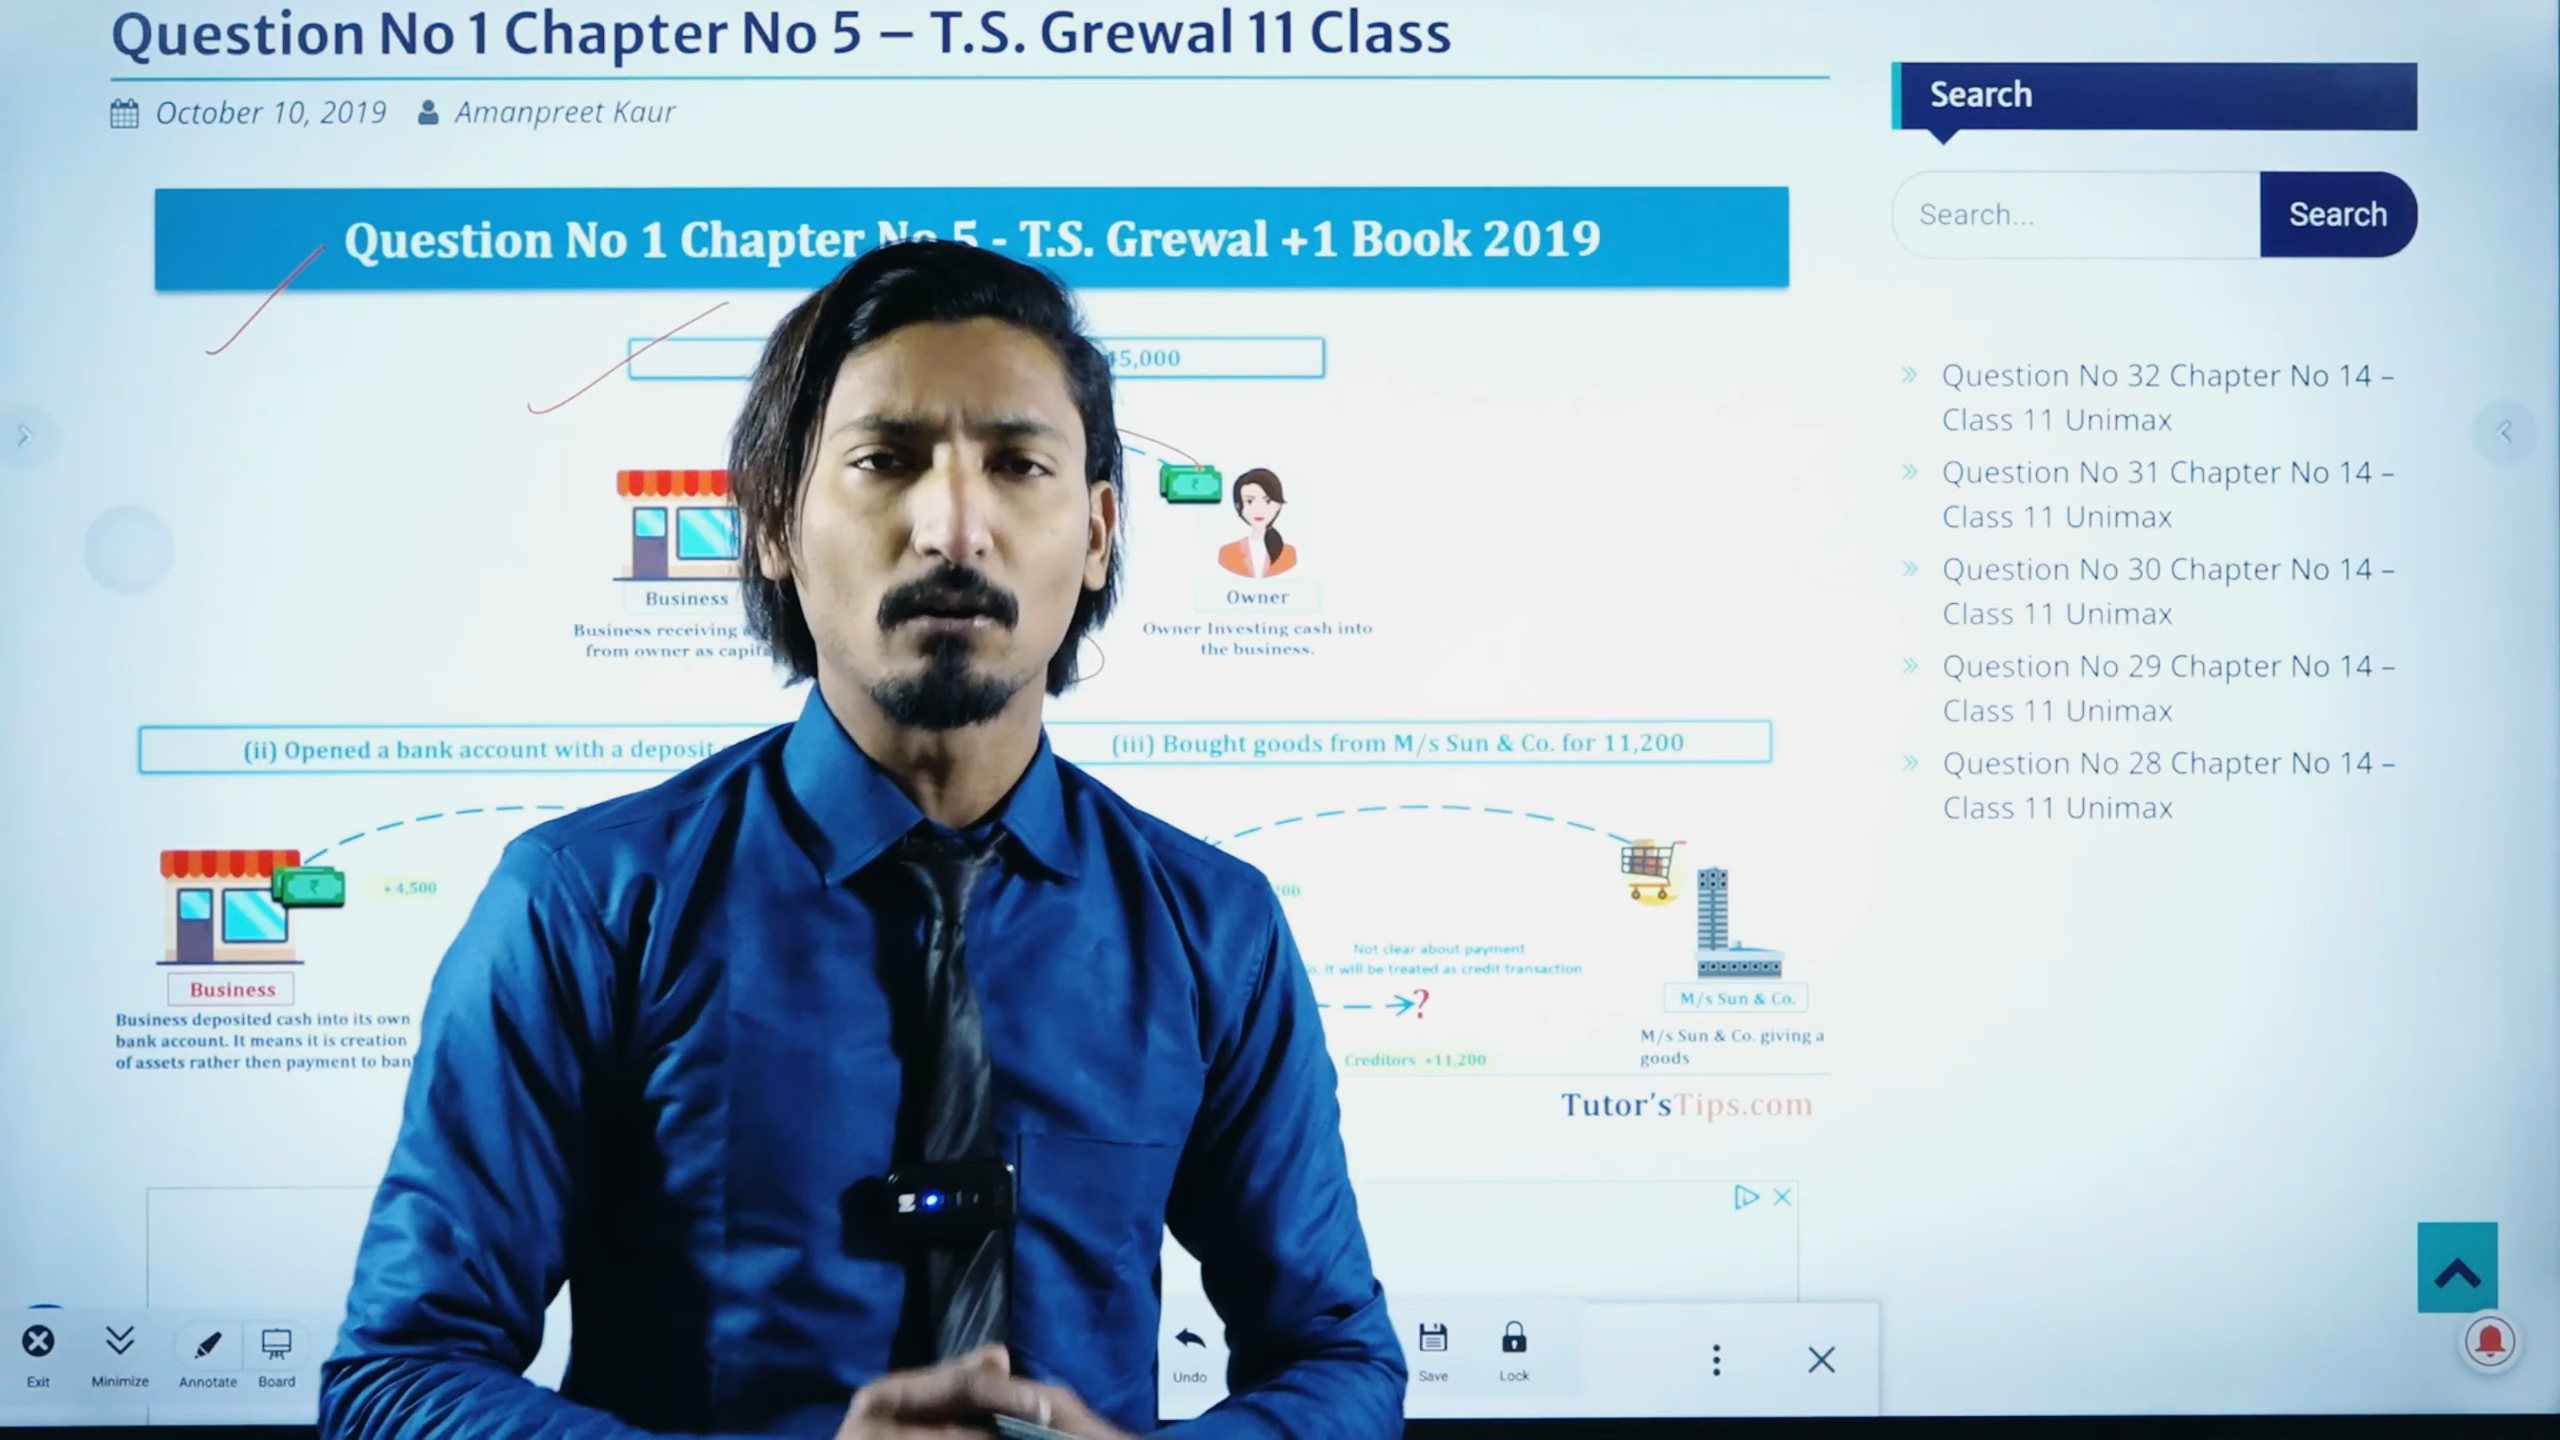 Question No 1 Chapter No 5 – T.S. Grewal 11 Class
October 10, 2019 Amanpreet Kaur
Question No 1 Chapter No 5 - T.S. Grewal +1 Book 2019
Business
Business receiving
from owner as
Owner
Owner Investing cash into
the business.
(ii) Opened a bank account with a deposit
+ 4,500
Business
Business deposited cash into its own
bank account. It means it is creation
of assets rather then payment to
(iii) Bought goods from M/s Sun & Co. for 11,200
Not clear about payment
It will be treated as credit transaction
?
Creditors +11,200
M/s Sun & Co.
M/s Sun & Co. giving a
goods
Tutor'sTips.com
Search
Search...
Search
Question No 32 Chapter No 14 –
Class 11 Unimax
Question No 31 Chapter No 14 –
Class 11 Unimax
Question No 30 Chapter No 14 –
Class 11 Unimax
Question No 29 Chapter No 14 –
Class 11 Unimax
Question No 28 Chapter No 14 –
Class 11 Unimax
Exit
Minimize
Annotate
Board
Undo
Save
Lock